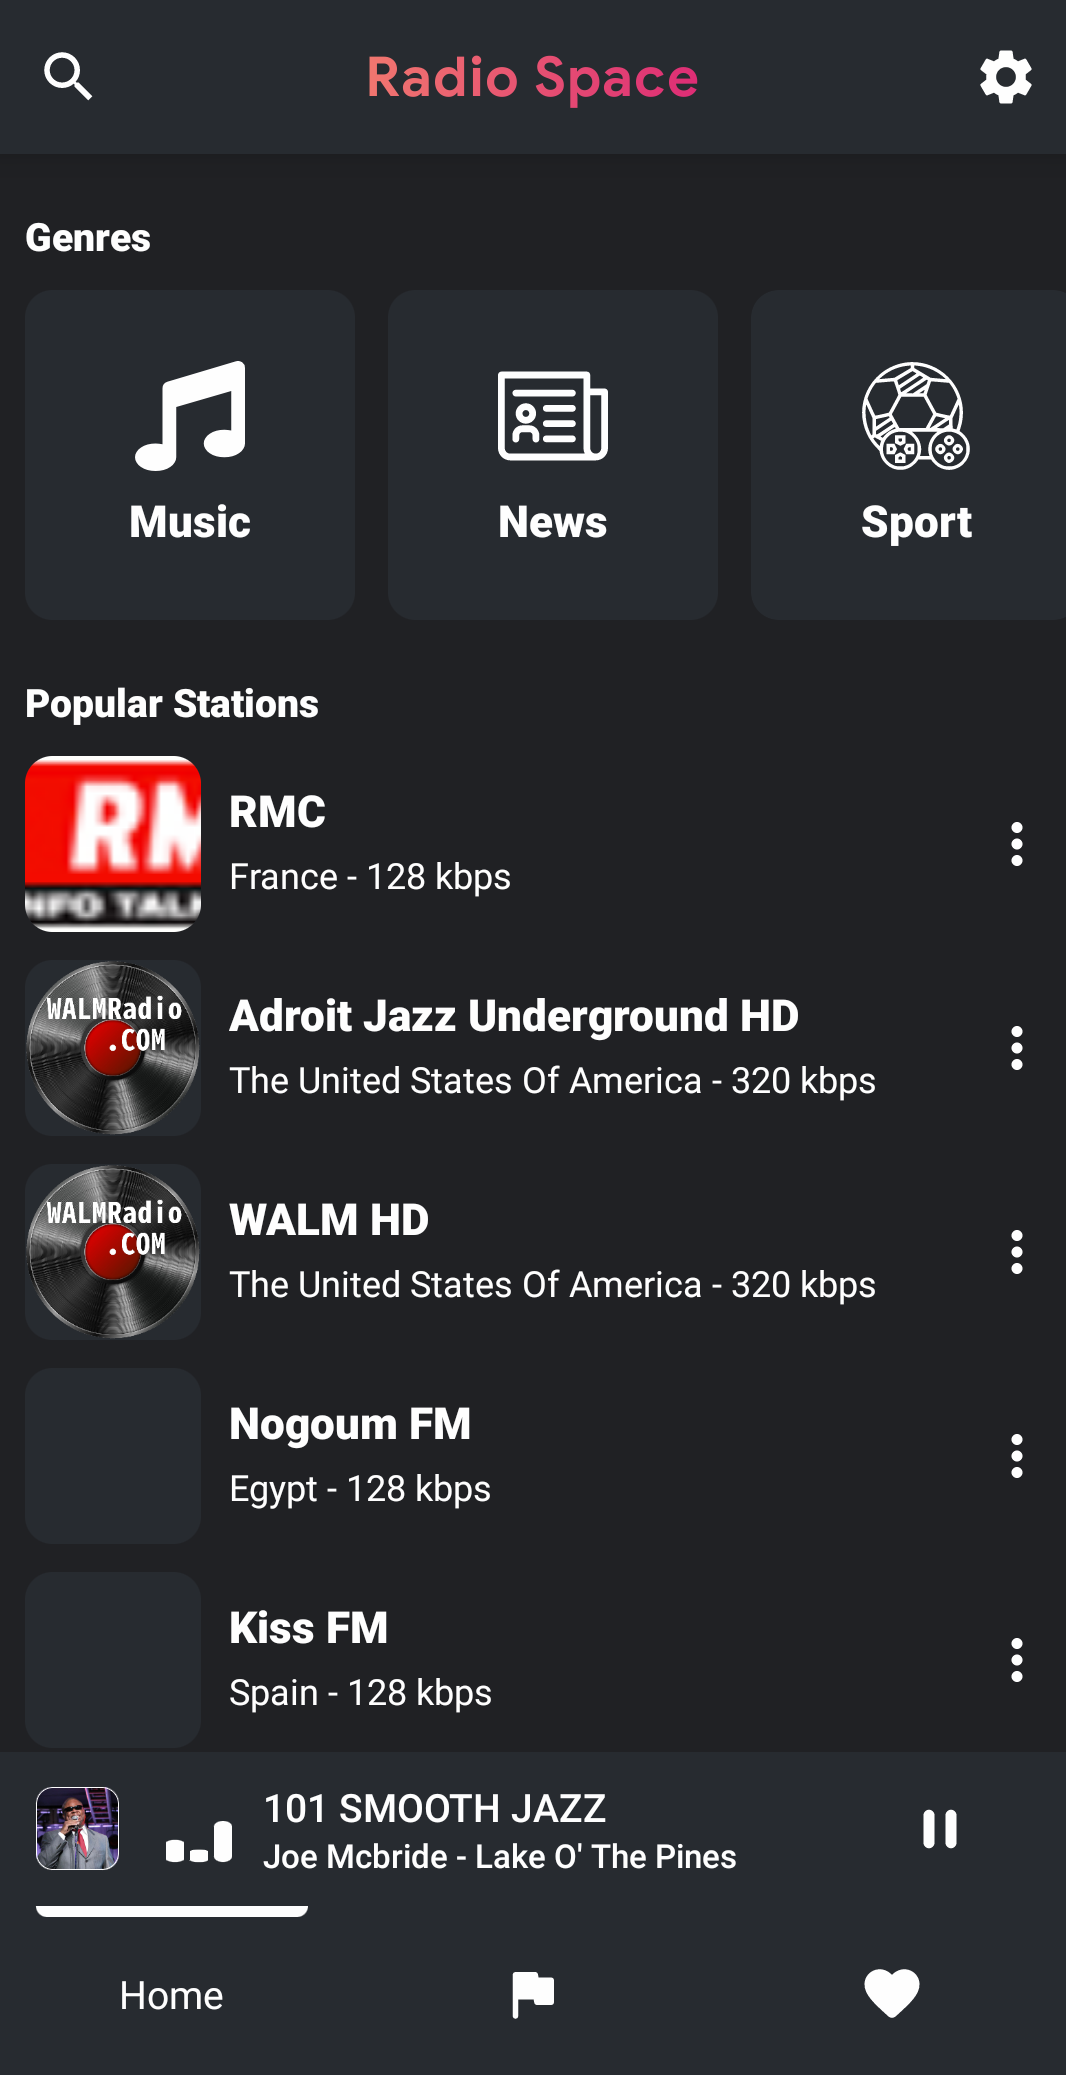 Radio Space
Genres
Music
News
Sport
Popular Stations
RM
NFO TAL
RMC
France - 128 kbps
WALMRadio
.COM
Adroit Jazz Underground HD
The United States Of America - 320 kbps
WALMRadio
.COM
WALM HD
The United States Of America - 320 kbps
Nogoum FM
Egypt - 128 kbps
Kiss FM
Spain - 128 kbps
101 SMOOTH JAZZ
Joe Mcbride - Lake O' The Pines
Home